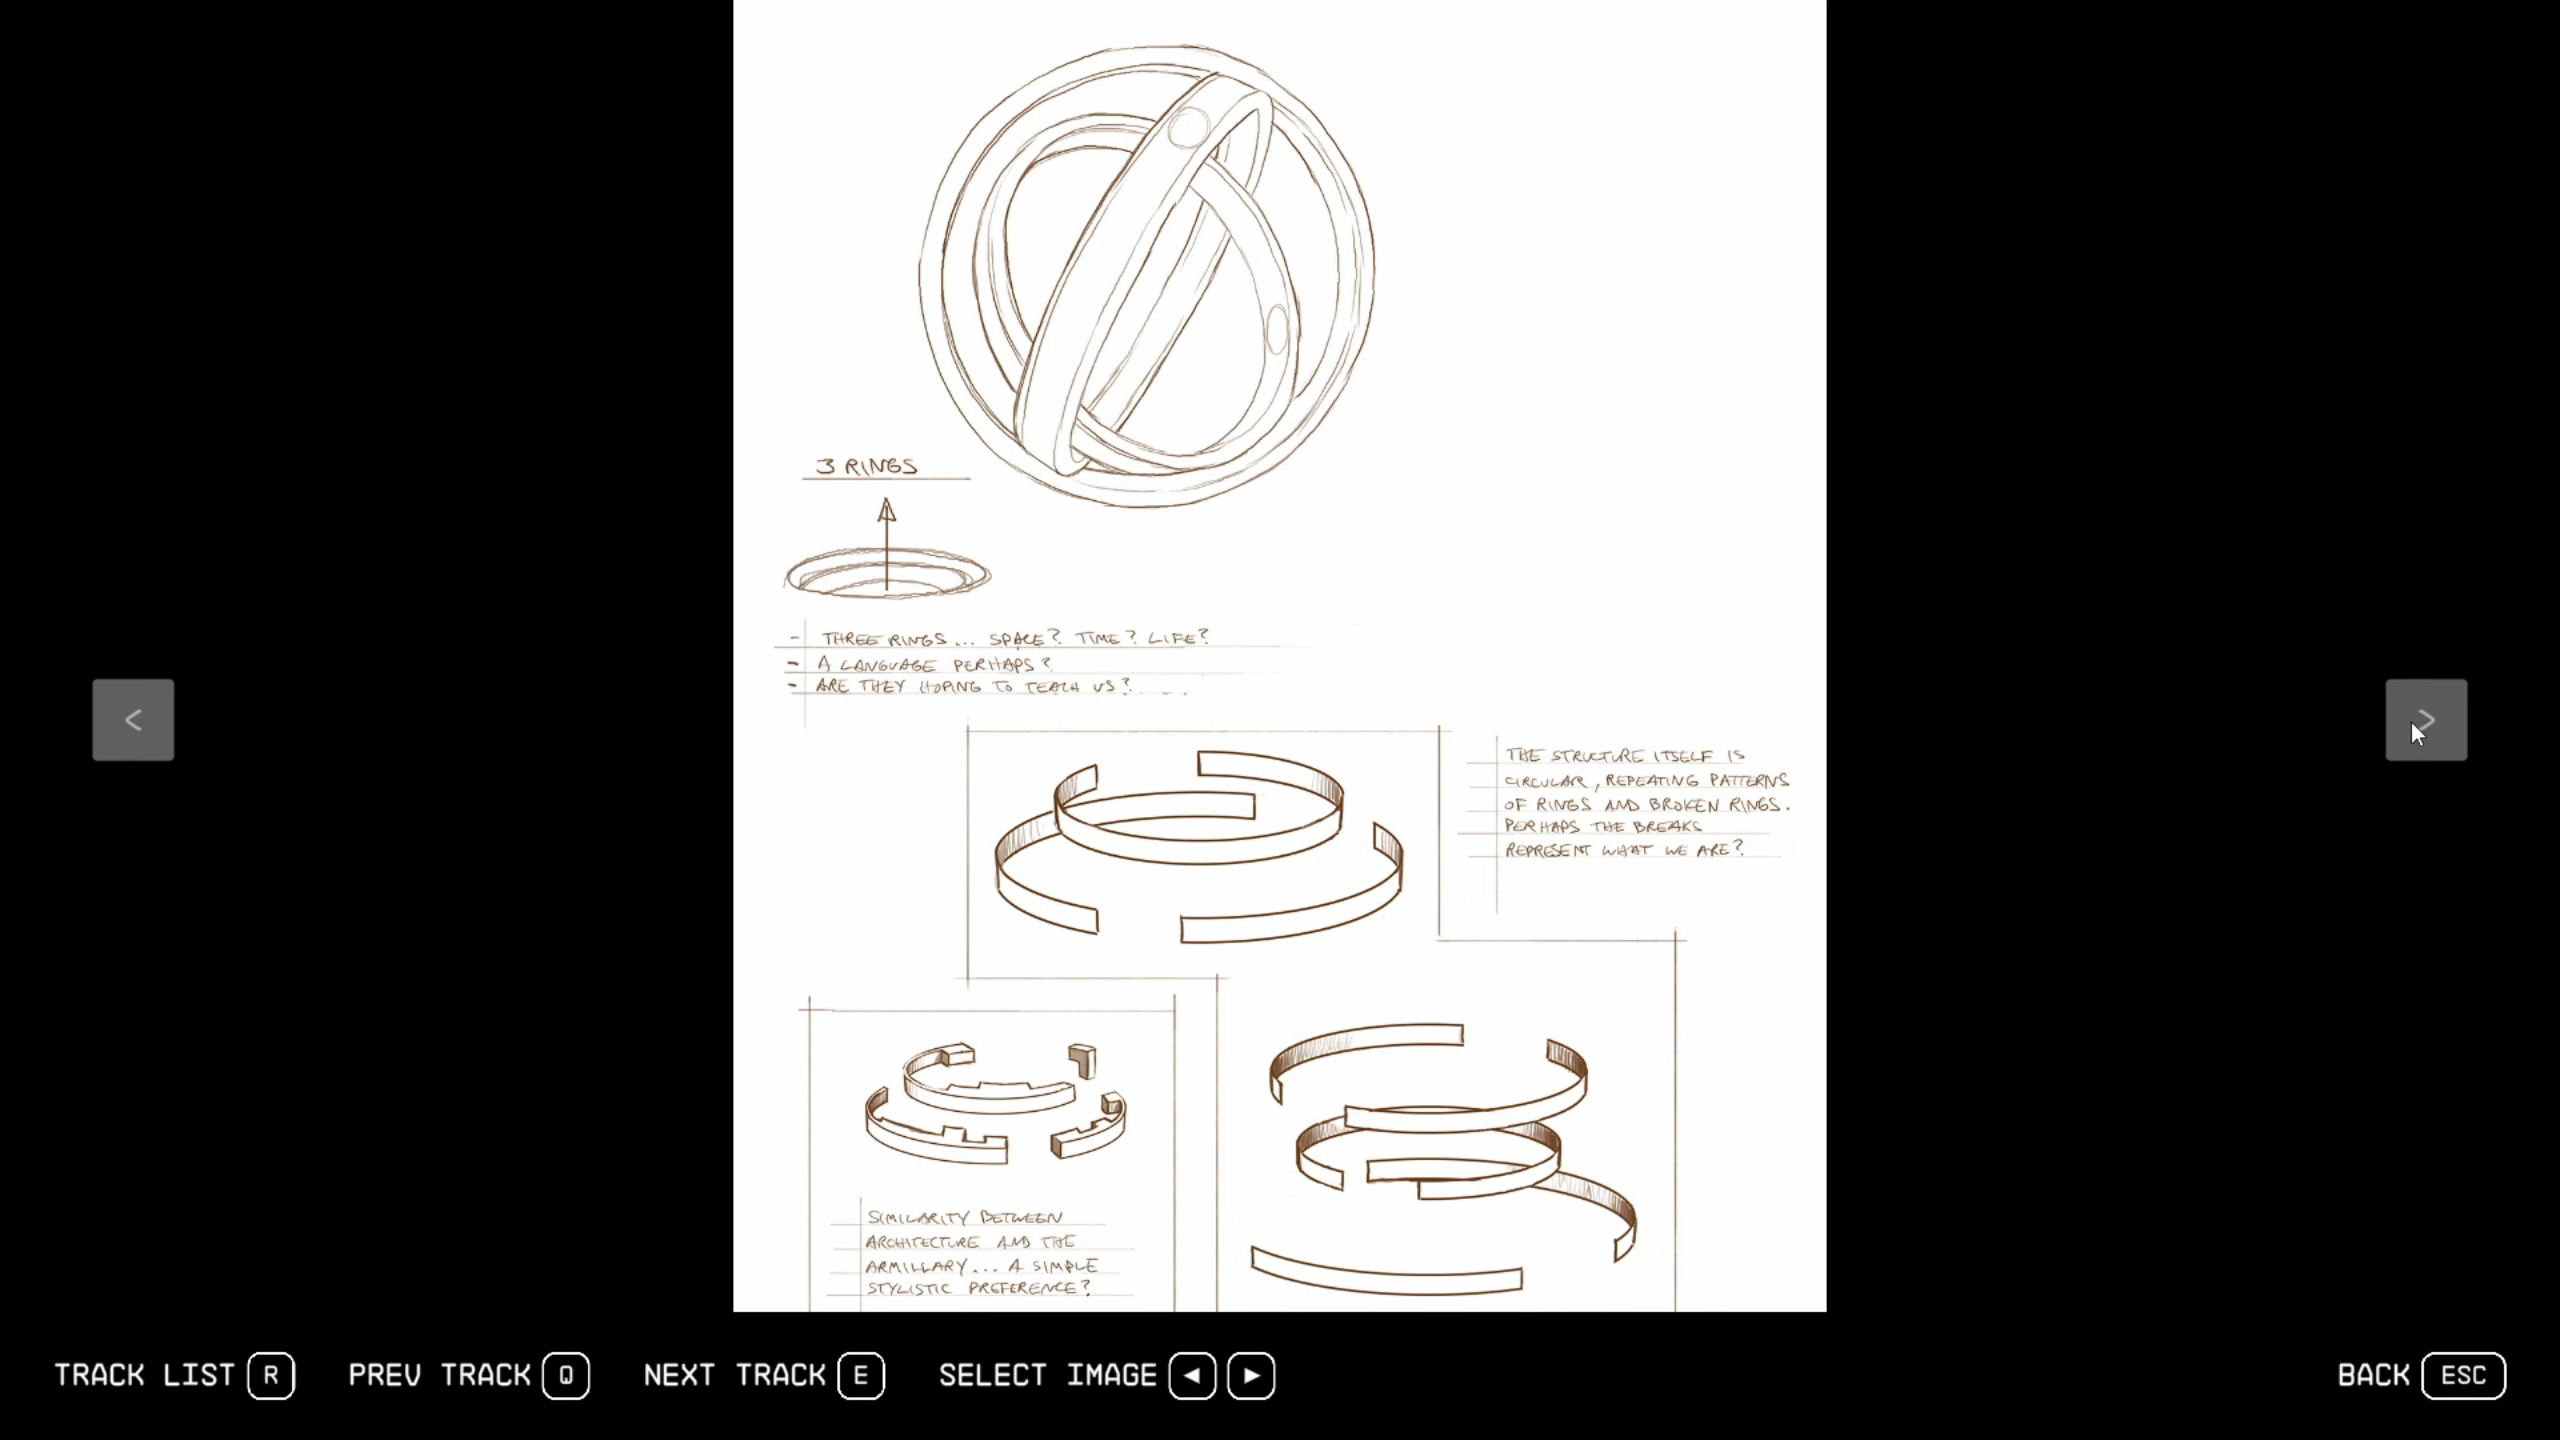 3 RINGS
- THREE RINGS... SPACE? TIME? LIFE?
- A LANGUAGE PERHAPS?
- ARE THEY HOPING TO TEACH US? .....
THE STRUCTURE ITSELF IS
CIRCULAR, REPEATING PATTERNS
OF RINGS AND BROKEN RINGS.
PERHAPS THE BREAKS
REPRESENT WHAT WE ARE?
SIMILARITY BETWEEN
ARCHITECTURE AND THE
ARMILLARY... A SIMPLE
STYLISTIC PREFERENCE?
< >
TRACK LIST R PREV TRACK Q NEXT TRACK E SELECT IMAGE ◄ ► BACK ESC